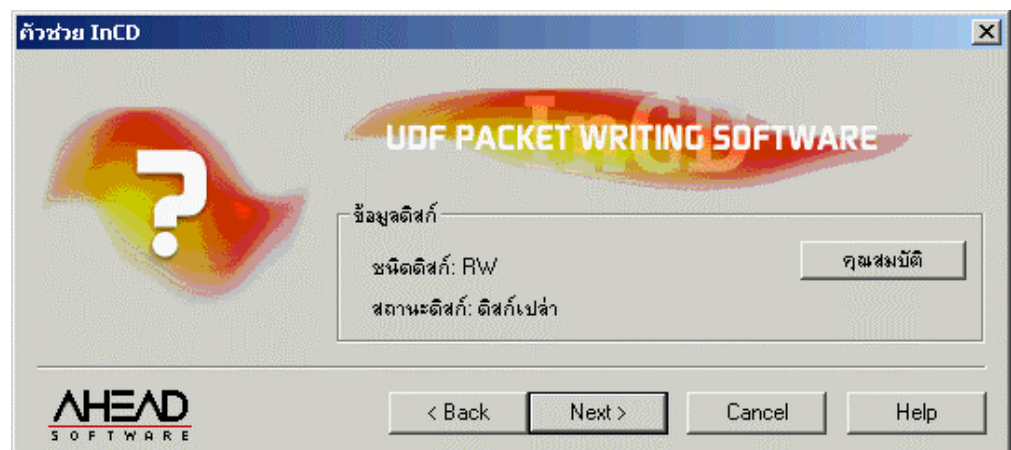 ตัวช่วย InCD
InCD
UDF PACKET WRITING SOFTWARE
ข้อมูลดิสก์
ชนิดดิสก์: RW
คุณสมบัติ
สถานะดิสก์: ดิสก์เปล่า
AHEAD
SOFTWARE
< Back
Next >
Cancel
Help